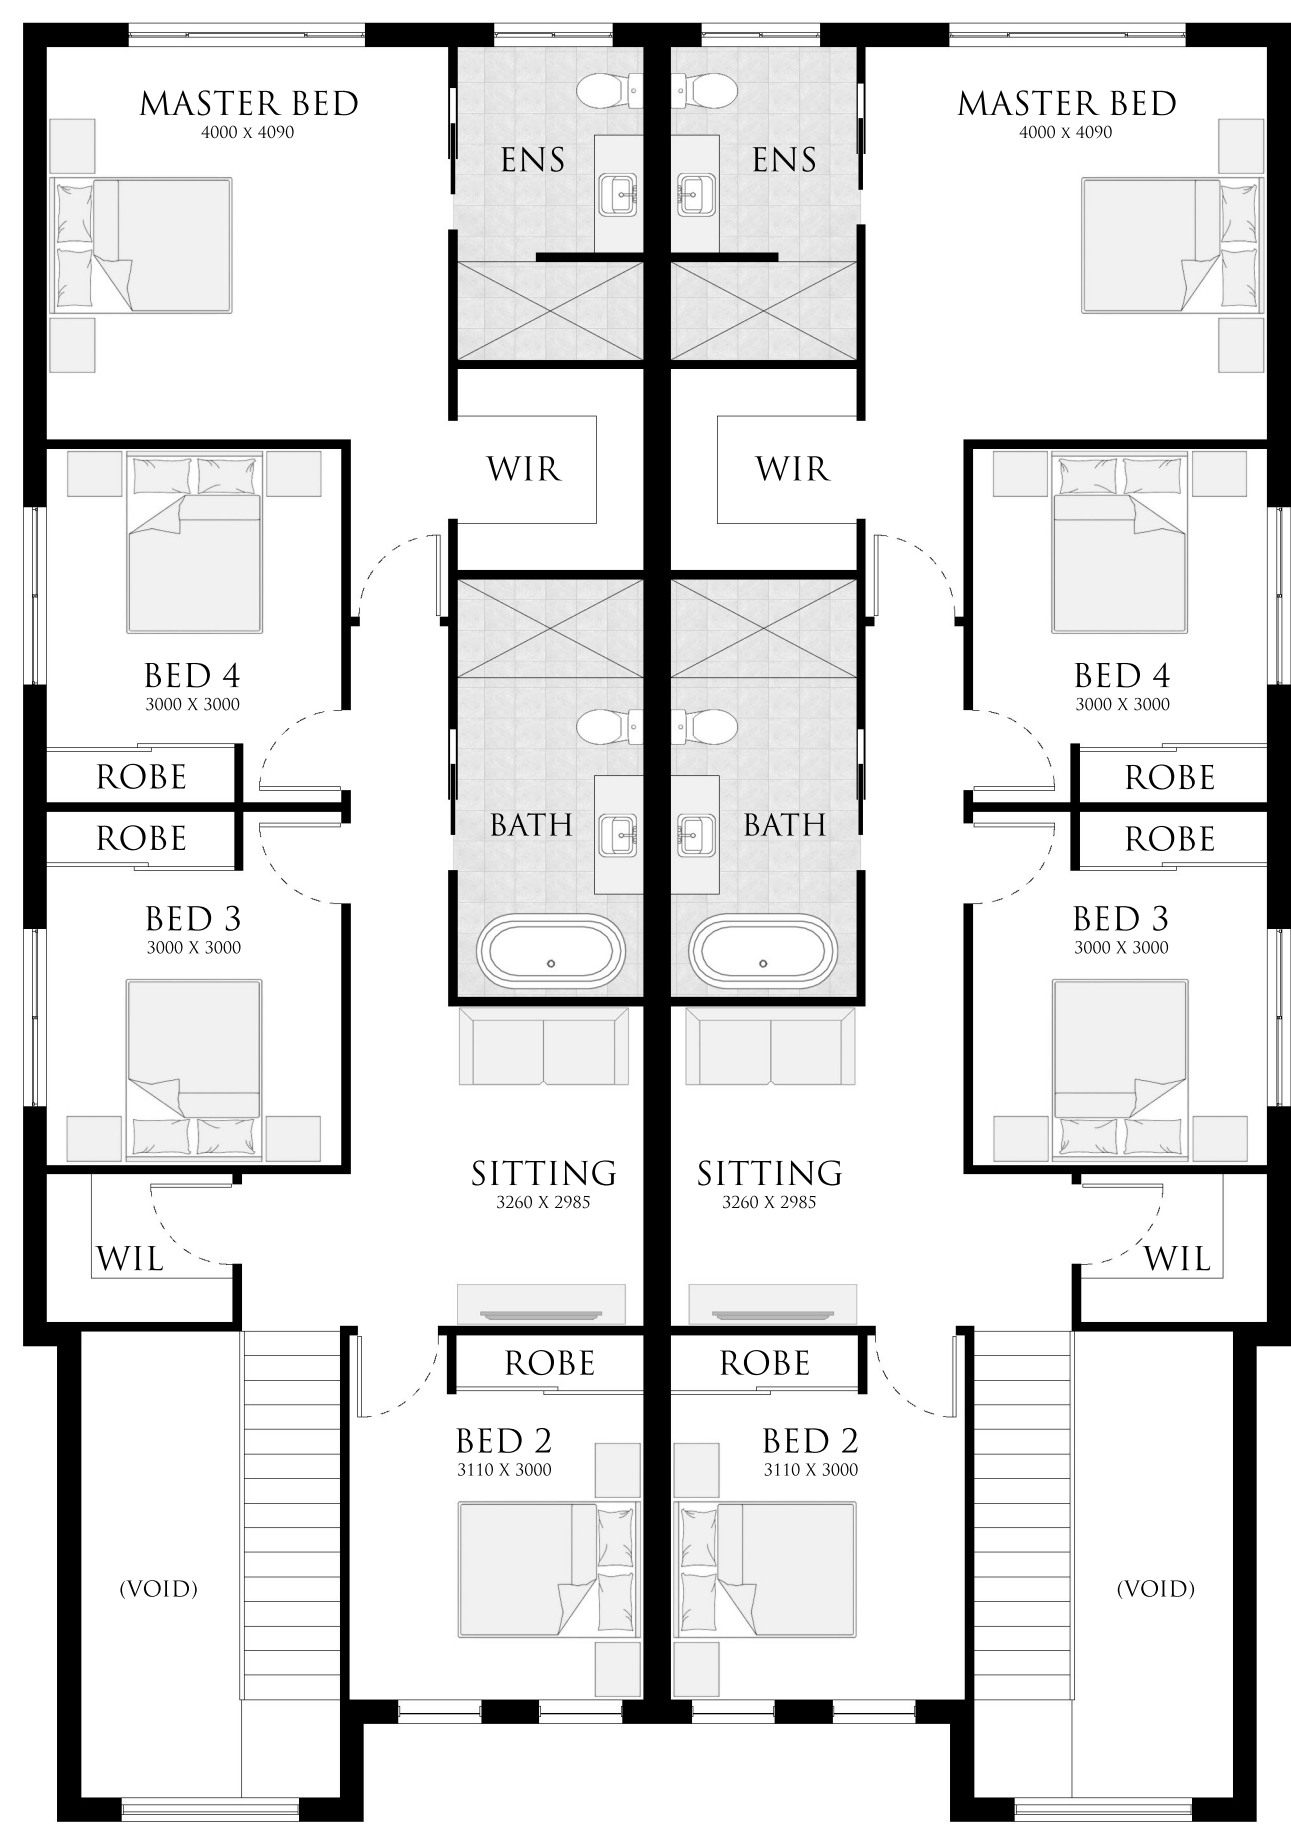 MASTER BED
4000 X 4090
ENS
ENS
MASTER BED
4000 X 4090
WIR
WIR
BED 4
3000 X 3000
BED 4
3000 X 3000
ROBE
ROBE
ROBE
BATH
BATH
ROBE
BED 3
3000 X 3000
BED 3
3000 X 3000
SITTING
3260 X 2985
SITTING
3260 X 2985
WIL
WIL
ROBE
ROBE
BED 2
3110 X 3000
BED 2
3110 X 3000
(VOID)
(VOID)